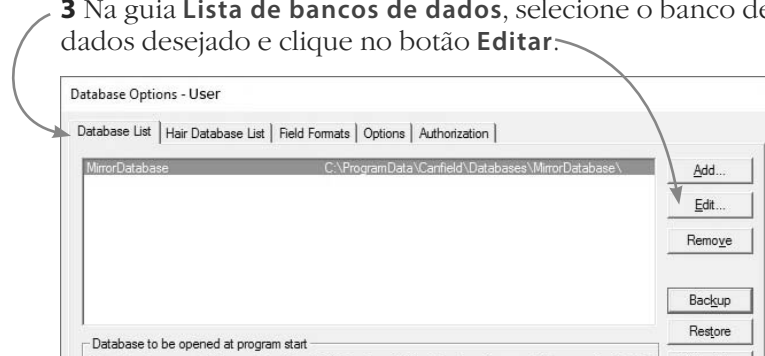 3 Na guia Lista de bancos de dados, selecione o banco de
dados desejado e clique no botão Editar.
Database Options - User
Database List Hair Database List Field Formats Options Authorization
MirrorDatabase C:\ProgramData\Canfield\Databases\MirrorDatabase\
Add...
Edit...
Remove
Backup
Restore
Database to be opened at program start